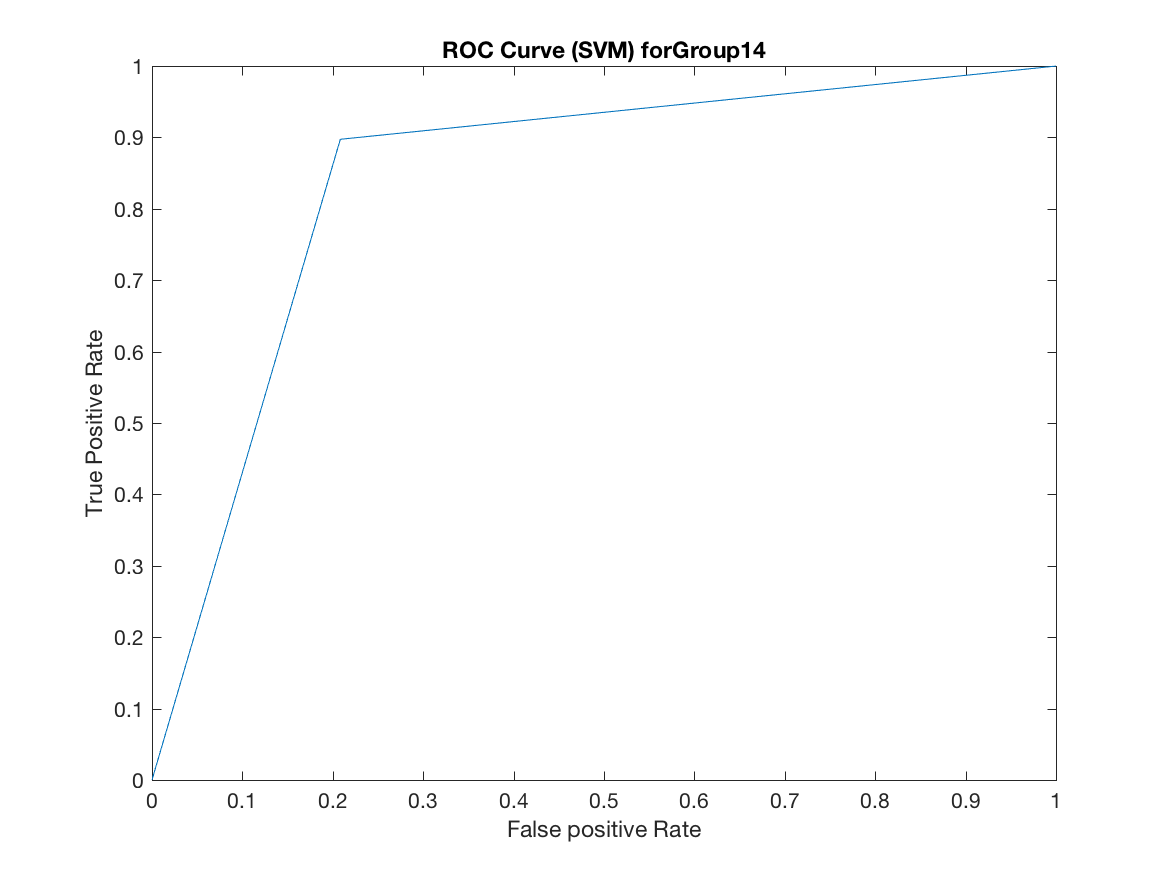 ROC Curve (SVM) forGroup14
1
0.9
0.8
0.7
0.6
0.5
0.4
0.3
0.2
0.1
0
True Positive Rate
0 0.1 0.2 0.3 0.4 0.5 0.6 0.7 0.8 0.9 1
False positive Rate